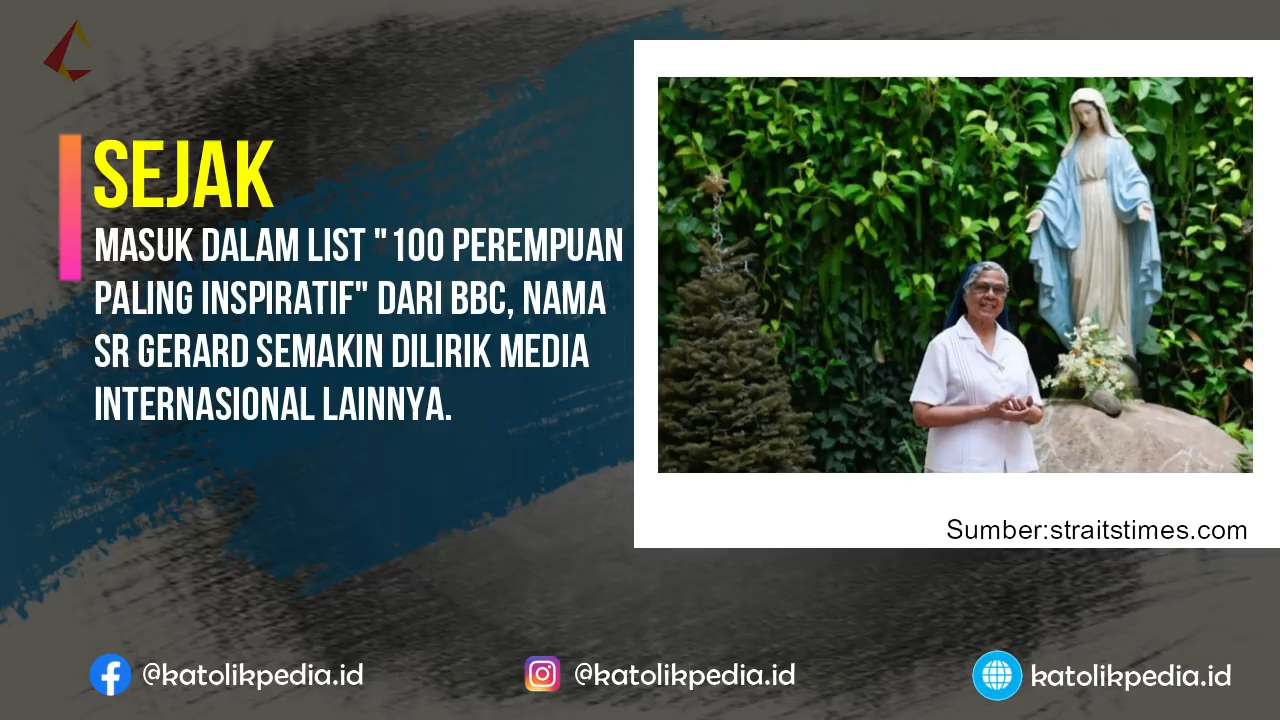 SEJAK
MASUK DALAM LIST "100 PEREMPUAN
PALING INSPIRATIF" DARI BBC, NAMA
SR GERARD SEMAKIN DILIRIK MEDIA
INTERNASIONAL LAINNYA.
Sumber:straitstimes.com
@katolikpedia.id
@katolikpedia.id
katolikpedia.id